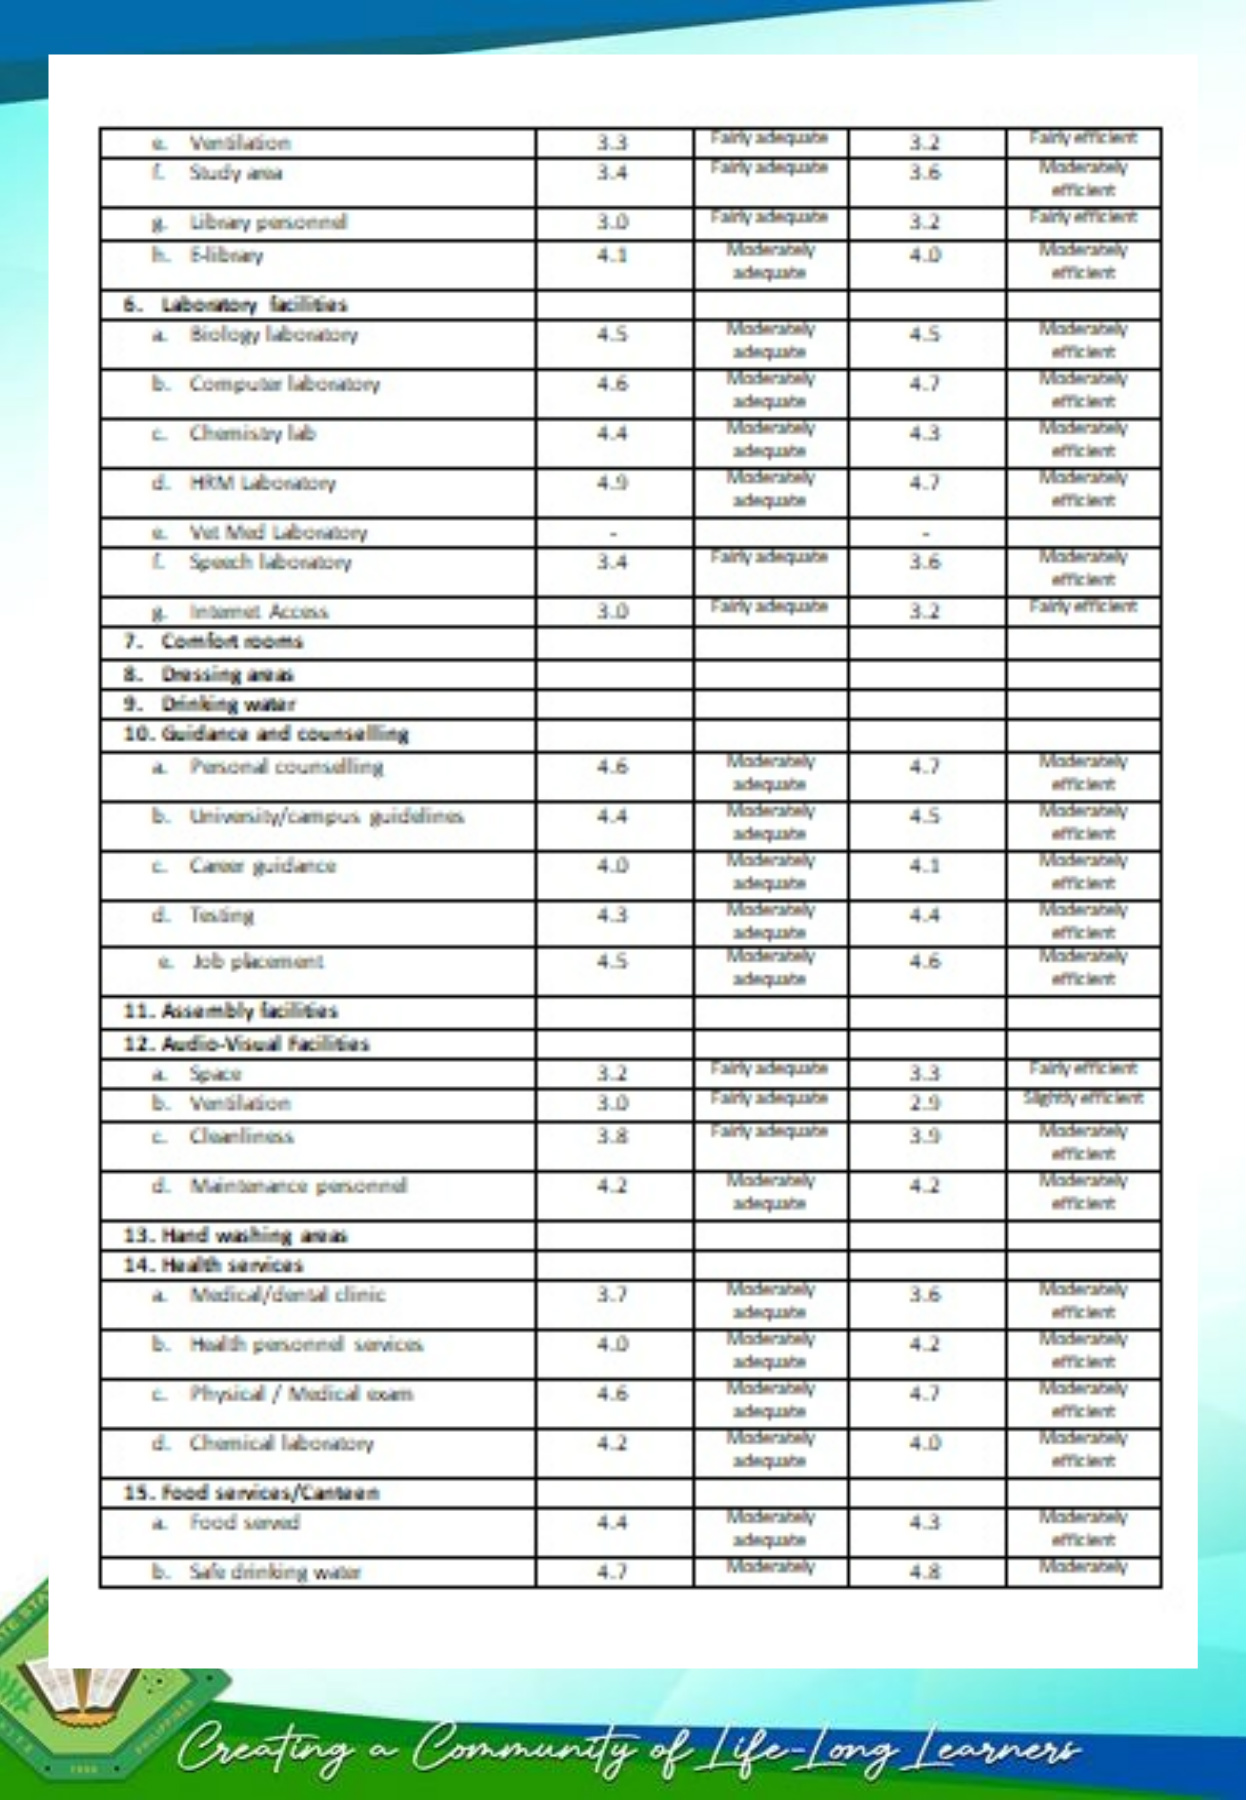 e. Ventilation 3.3 Fairly adequate 3.2 Fairly efficient
f. Study area 3.4 Fairly adequate 3.6 Moderately
efficient
g. Library personnel 3.0 Fairly adequate 3.2 Fairly efficient
h. E-library 4.1 Moderately 4.0 Moderately
adequate efficient
6. Laboratory facilities
a. Biology laboratory 4.5 Moderately 4.5 Moderately
adequate efficient
b. Computer laboratory 4.6 Moderately 4.7 Moderately
adequate efficient
c. Chemistry lab 4.4 Moderately 4.3 Moderately
adequate efficient
d. HRM Laboratory 4.9 Moderately 4.7 Moderately
adequate efficient
e. Vet Med Laboratory - -
f. Speech laboratory 3.4 Fairly adequate 3.6 Moderately
efficient
g. Internet Access 3.0 Fairly adequate 3.2 Fairly efficient
7. Comfort rooms
8. Dressing areas
9. Drinking water
10. Guidance and counselling
a. Personal counselling 4.6 Moderately 4.7 Moderately
adequate efficient
b. University/campus guidelines 4.4 Moderately 4.5 Moderately
adequate efficient
c. Career guidance 4.0 Moderately 4.1 Moderately
adequate efficient
d. Testing 4.3 Moderately 4.4 Moderately
adequate efficient
e. Job placement 4.5 Moderately 4.6 Moderately
adequate efficient
11. Assembly facilities
12. Audio-Visual Facilities
a. Space 3.2 Fairly adequate 3.3 Fairly efficient
b. Ventilation 3.0 Fairly adequate 2.9 Slightly efficient
c. Cleanliness 3.8 Fairly adequate 3.9 Moderately
efficient
d. Maintenance personnel 4.2 Moderately 4.2 Moderately
adequate efficient
13. Hand washing areas
14. Health services
a. Medical/dental clinic 3.7 Moderately 3.6 Moderately
adequate efficient
b. Health personnel services 4.0 Moderately 4.2 Moderately
adequate efficient
c. Physical / Medical exam 4.6 Moderately 4.7 Moderately
adequate efficient
d. Chemical laboratory 4.2 Moderately 4.0 Moderately
adequate efficient
15. Food services/Canteen
a. Food served 4.4 Moderately 4.3 Moderately
adequate efficient
b. Safe drinking water 4.7 Moderately 4.8 Moderately
PHILIPPINES
Creating a Community of Life-Long Learners